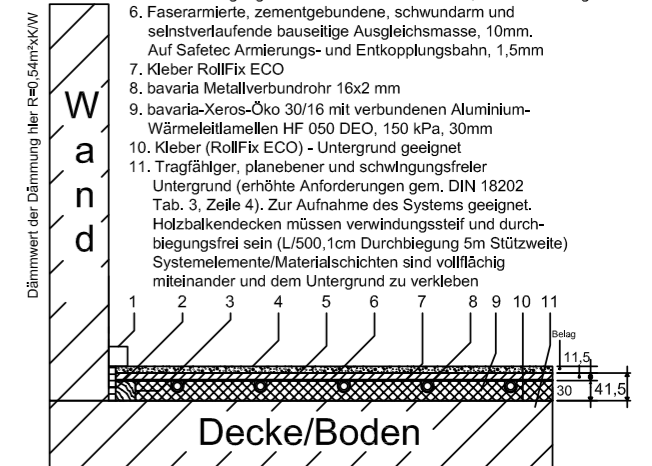 6. Faserarmierte, zementgebundene, schwundarm und
selnstverlaufende bauseitige Ausgleichsmasse, 10mm.
Auf Safetec Armierungs- und Entkopplungsbahn, 1,5mm
7. Kleber RollFix ECO
8. bavaria Metallverbundrohr 16x2 mm
9. bavaria-Xeros-Öko 30/16 mit verbundenen Aluminium-
Wärmeleitlamellen HF 050 DEO, 150 kPa, 30mm
10. Kleber (RollFix ECO) - Untergrund geeignet
11. Tragfähiger, planebener und schwingungsfreier
Untergrund (erhöhte Anforderungen gem. DIN 18202
Tab. 3, Zeile 4). Zur Aufnahme des Systems geeignet.
Holzbalkendecken müssen verwindungssteif und durch-
biegungsfrei sein (L/500,1cm Durchbiegung 5m Stützweite)
Systemelemente/Materialschichten sind vollflächig
miteinander und dem Untergrund zu verkleben
Dämmwert der Dämmung hier R=0,54m²xK/W
Wand
1 2 3 4 5 6 7 8 9 10 11
Belag
11,5
30
41,5
Decke/Boden